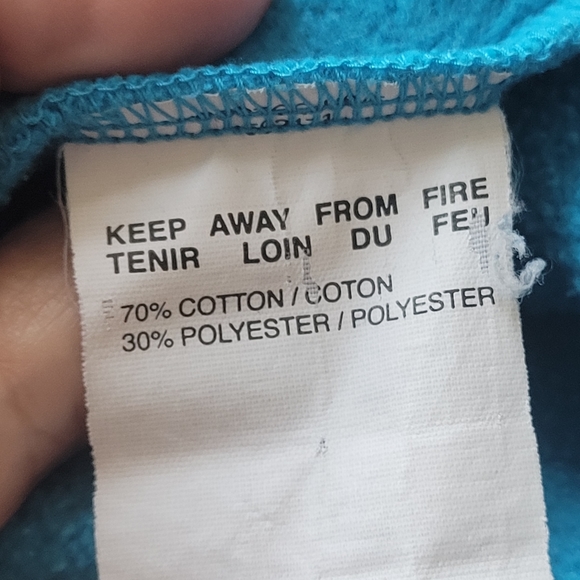 KEEP AWAY FROM FIRE
TENIR LOIN DU FEU
70% COTTON / COTON
30% POLYESTER / POLYESTER